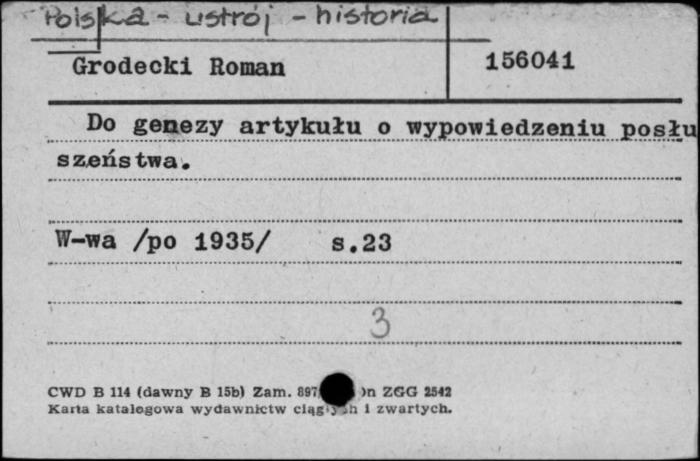 Polska - ustrój - historia
Grodecki Roman
156041
Do genezy artykułu o wypowiedzeniu posłu
szeństwa.
W-wa /po 1935/ s.23
3
CWD B 114 (dawny B 15b) Zam. 897 ZGG 2542
Karta katalogowa wydawnictw i zwartych.